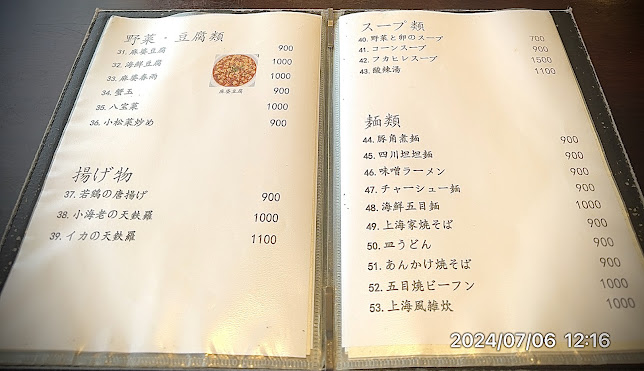 野菜・豆腐類
31. 麻婆豆腐 900
32. 海鮮豆腐 1000
33. 麻婆春雨 1000
34. 蟹玉 900
35. 八宝菜 1000
36. 小松菜炒め 900
麻婆豆腐
揚げ物
37. 若鶏の唐揚げ 900
38. 小海老の天麩羅 1000
39. イカの天麩羅 1100
スープ類
40. 野菜と卵のスープ 700
41. コーンスープ 900
42. フカヒレスープ 1500
43. 酸辣湯 1100
麺類
44. 豚角煮麺 900
45. 四川坦坦麺 900
46. 味噌ラーメン 900
47. チャーシュー麺 900
48. 海鮮五目麺 1000
49. 上海家焼そば 900
50. 皿うどん 900
51. あんかけ焼そば 900
52. 五目焼ビーフン 1000
53. 上海風雑炊 1000
2024/07/06 12:16